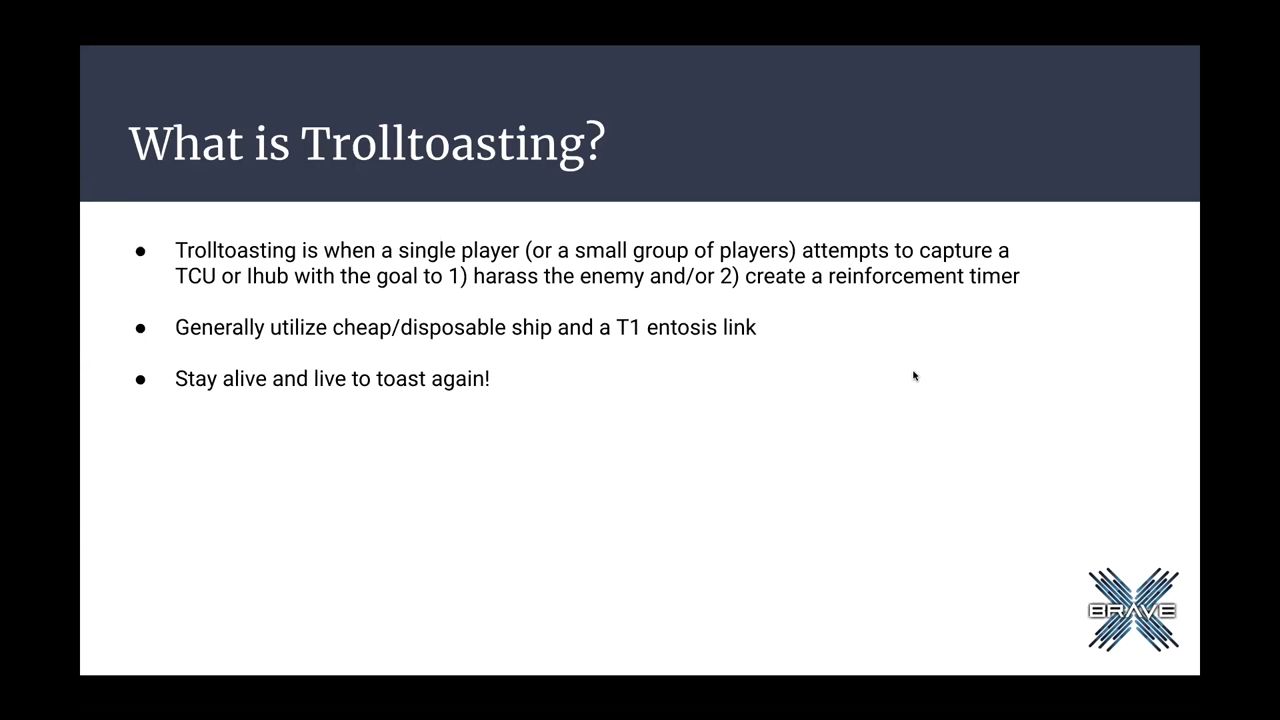 What is Trolltoasting?
● Trolltoasting is when a single player (or a small group of players) attempts to capture a
TCU or Ihub with the goal to 1) harass the enemy and/or 2) create a reinforcement timer
● Generally utilize cheap/disposable ship and a T1 entosis link
● Stay alive and live to toast again!
BRAVE